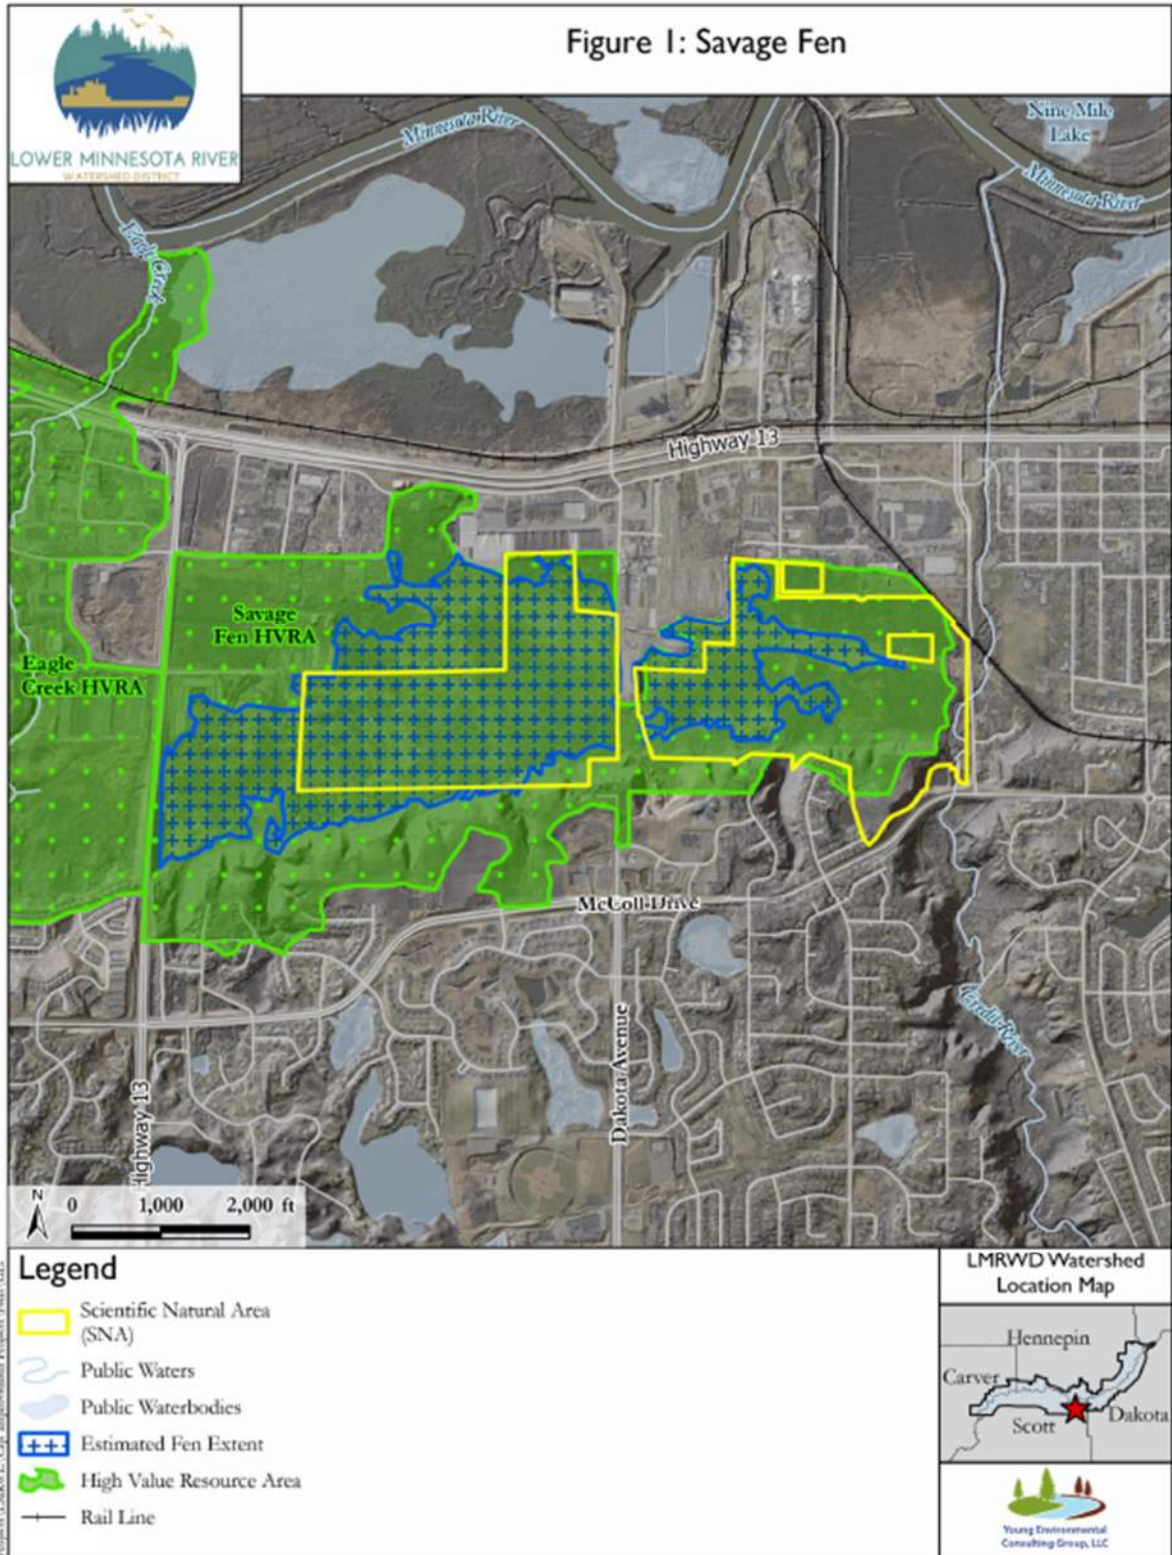 LOWER MINNESOTA RIVER
WATERSHED DISTRICT
Figure 1: Savage Fen
Minnesota River
Nine Mile
Lake
Minnesota River
Eagle Creek
Highway 13
Savage
Fen HVRA
Eagle
Creek HVRA
McColl Drive
Credit River
Dakota Avenue
Highway 13
N
0 1,000 2,000 ft
Legend
Scientific Natural Area
(SNA)
Public Waters
Public Waterbodies
Estimated Fen Extent
High Value Resource Area
Rail Line
LMRWD Watershed
Location Map
Hennepin
Carver
Scott
Dakota
Young Environmental
Consulting Group, LLC